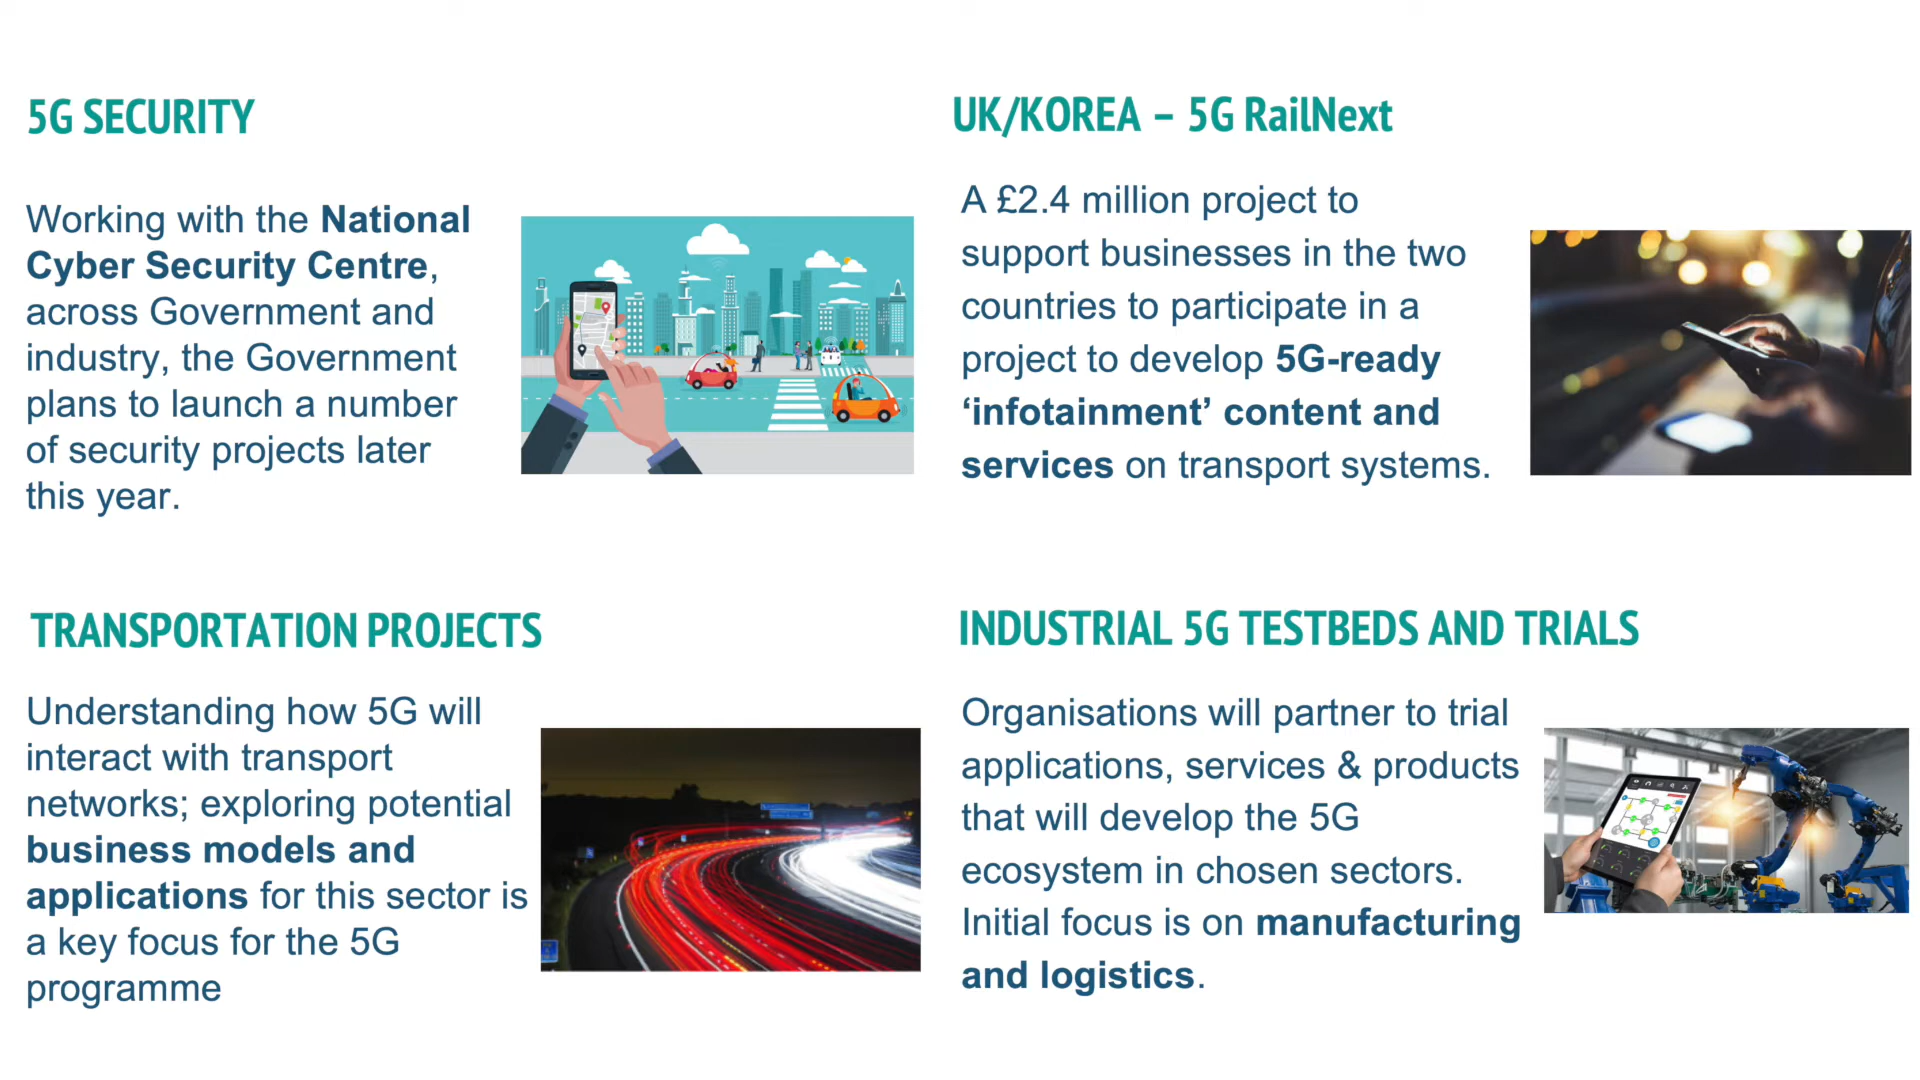 5G SECURITY
Working with the National
Cyber Security Centre,
across Government and
industry, the Government
plans to launch a number
of security projects later
this year.
UK/KOREA – 5G RailNext
A £2.4 million project to
support businesses in the two
countries to participate in a
project to develop 5G-ready
‘infotainment’ content and
services on transport systems.
TRANSPORTATION PROJECTS
Understanding how 5G will
interact with transport
networks; exploring potential
business models and
applications for this sector is
a key focus for the 5G
programme
INDUSTRIAL 5G TESTBEDS AND TRIALS
Organisations will partner to trial
applications, services & products
that will develop the 5G
ecosystem in chosen sectors.
Initial focus is on manufacturing
and logistics.